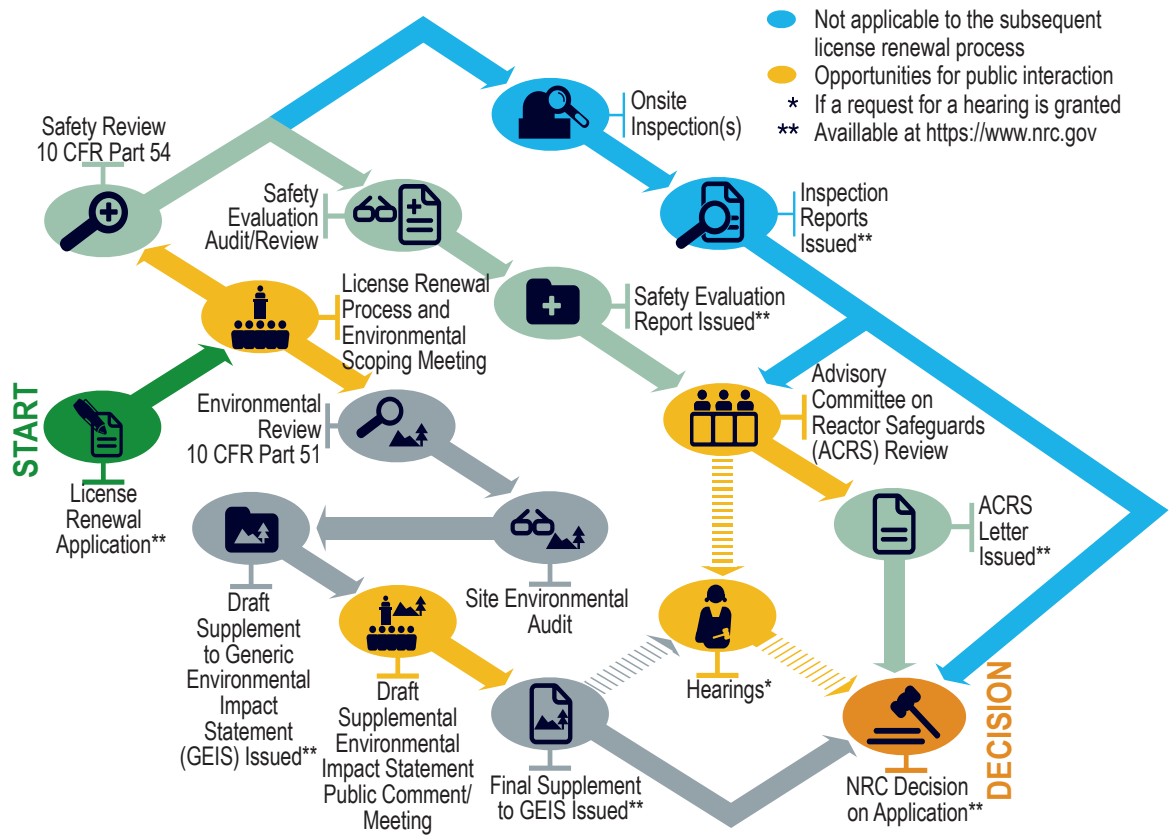 Not applicable to the subsequent
license renewal process
Opportunities for public interaction
* If a request for a hearing is granted
** Availlable at https://www.nrc.gov
Onsite
Inspection(s)
Safety Review
10 CFR Part 54
Safety
Evaluation
Audit/Review
Inspection
Reports
Issued**
License Renewal
Process and
Environmental
Scoping Meeting
Safety Evaluation
Report Issued**
START
License
Renewal
Application**
Environmental
Review
10 CFR Part 51
Advisory
Committee on
Reactor Safeguards
(ACRS) Review
ACRS
Letter
Issued**
Site Environmental
Audit
Draft
Supplement
to Generic
Environmental
Impact
Statement
(GEIS) Issued**
Draft
Supplemental
Environmental
Impact Statement
Public Comment/
Meeting
Hearings*
Final Supplement
to GEIS Issued**
NRC Decision
on Application**
DECISION